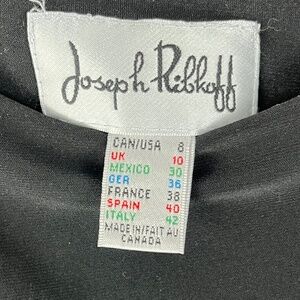 Joseph Ribkoff
CAN/USA 8
UK 10
MEXICO 30
GER 36
FRANCE 38
SPAIN 40
ITALY 42
MADE IN/FAIT AU
CANADA